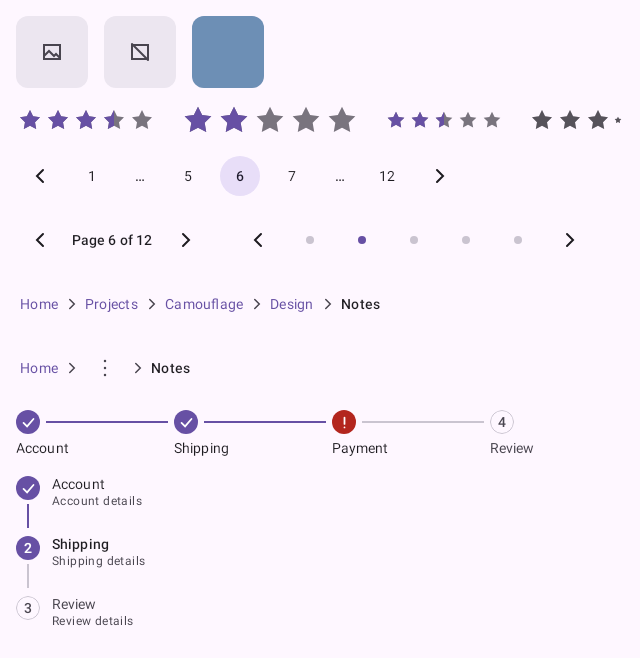 1 … 5 6 7 … 12
Page 6 of 12
Home Projects Camouflage Design Notes
Home Notes
4
Account Shipping Payment Review
Account
Account details
2 Shipping
Shipping details
3 Review
Review details